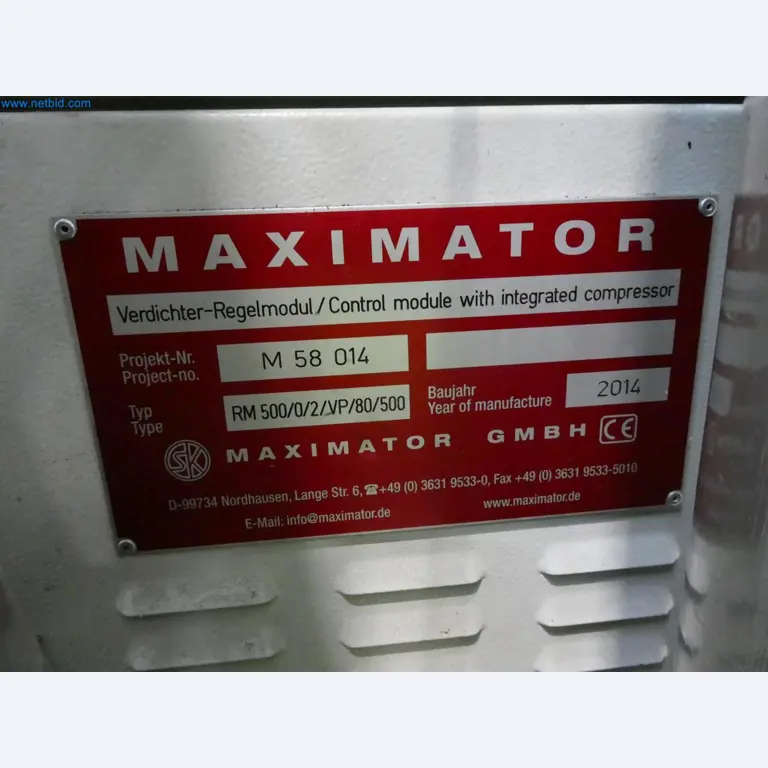 www.netbid.com
MAXIMATOR
Verdichter-Regelmodul/Control module with integrated compressor
Projekt-Nr.
Project-no.
M 58 014
Typ
Type
RM 500/0/2/.VP/80/500
Baujahr
Year of manufacture
2014
SK
MAXIMATOR GMBH CE
D-99734 Nordhausen, Lange Str. 6, ☎+49 (0) 3631 9533-0, Fax +49 (0) 3631 9533-5010
E-Mail: info@maximator.de
www.maximator.de